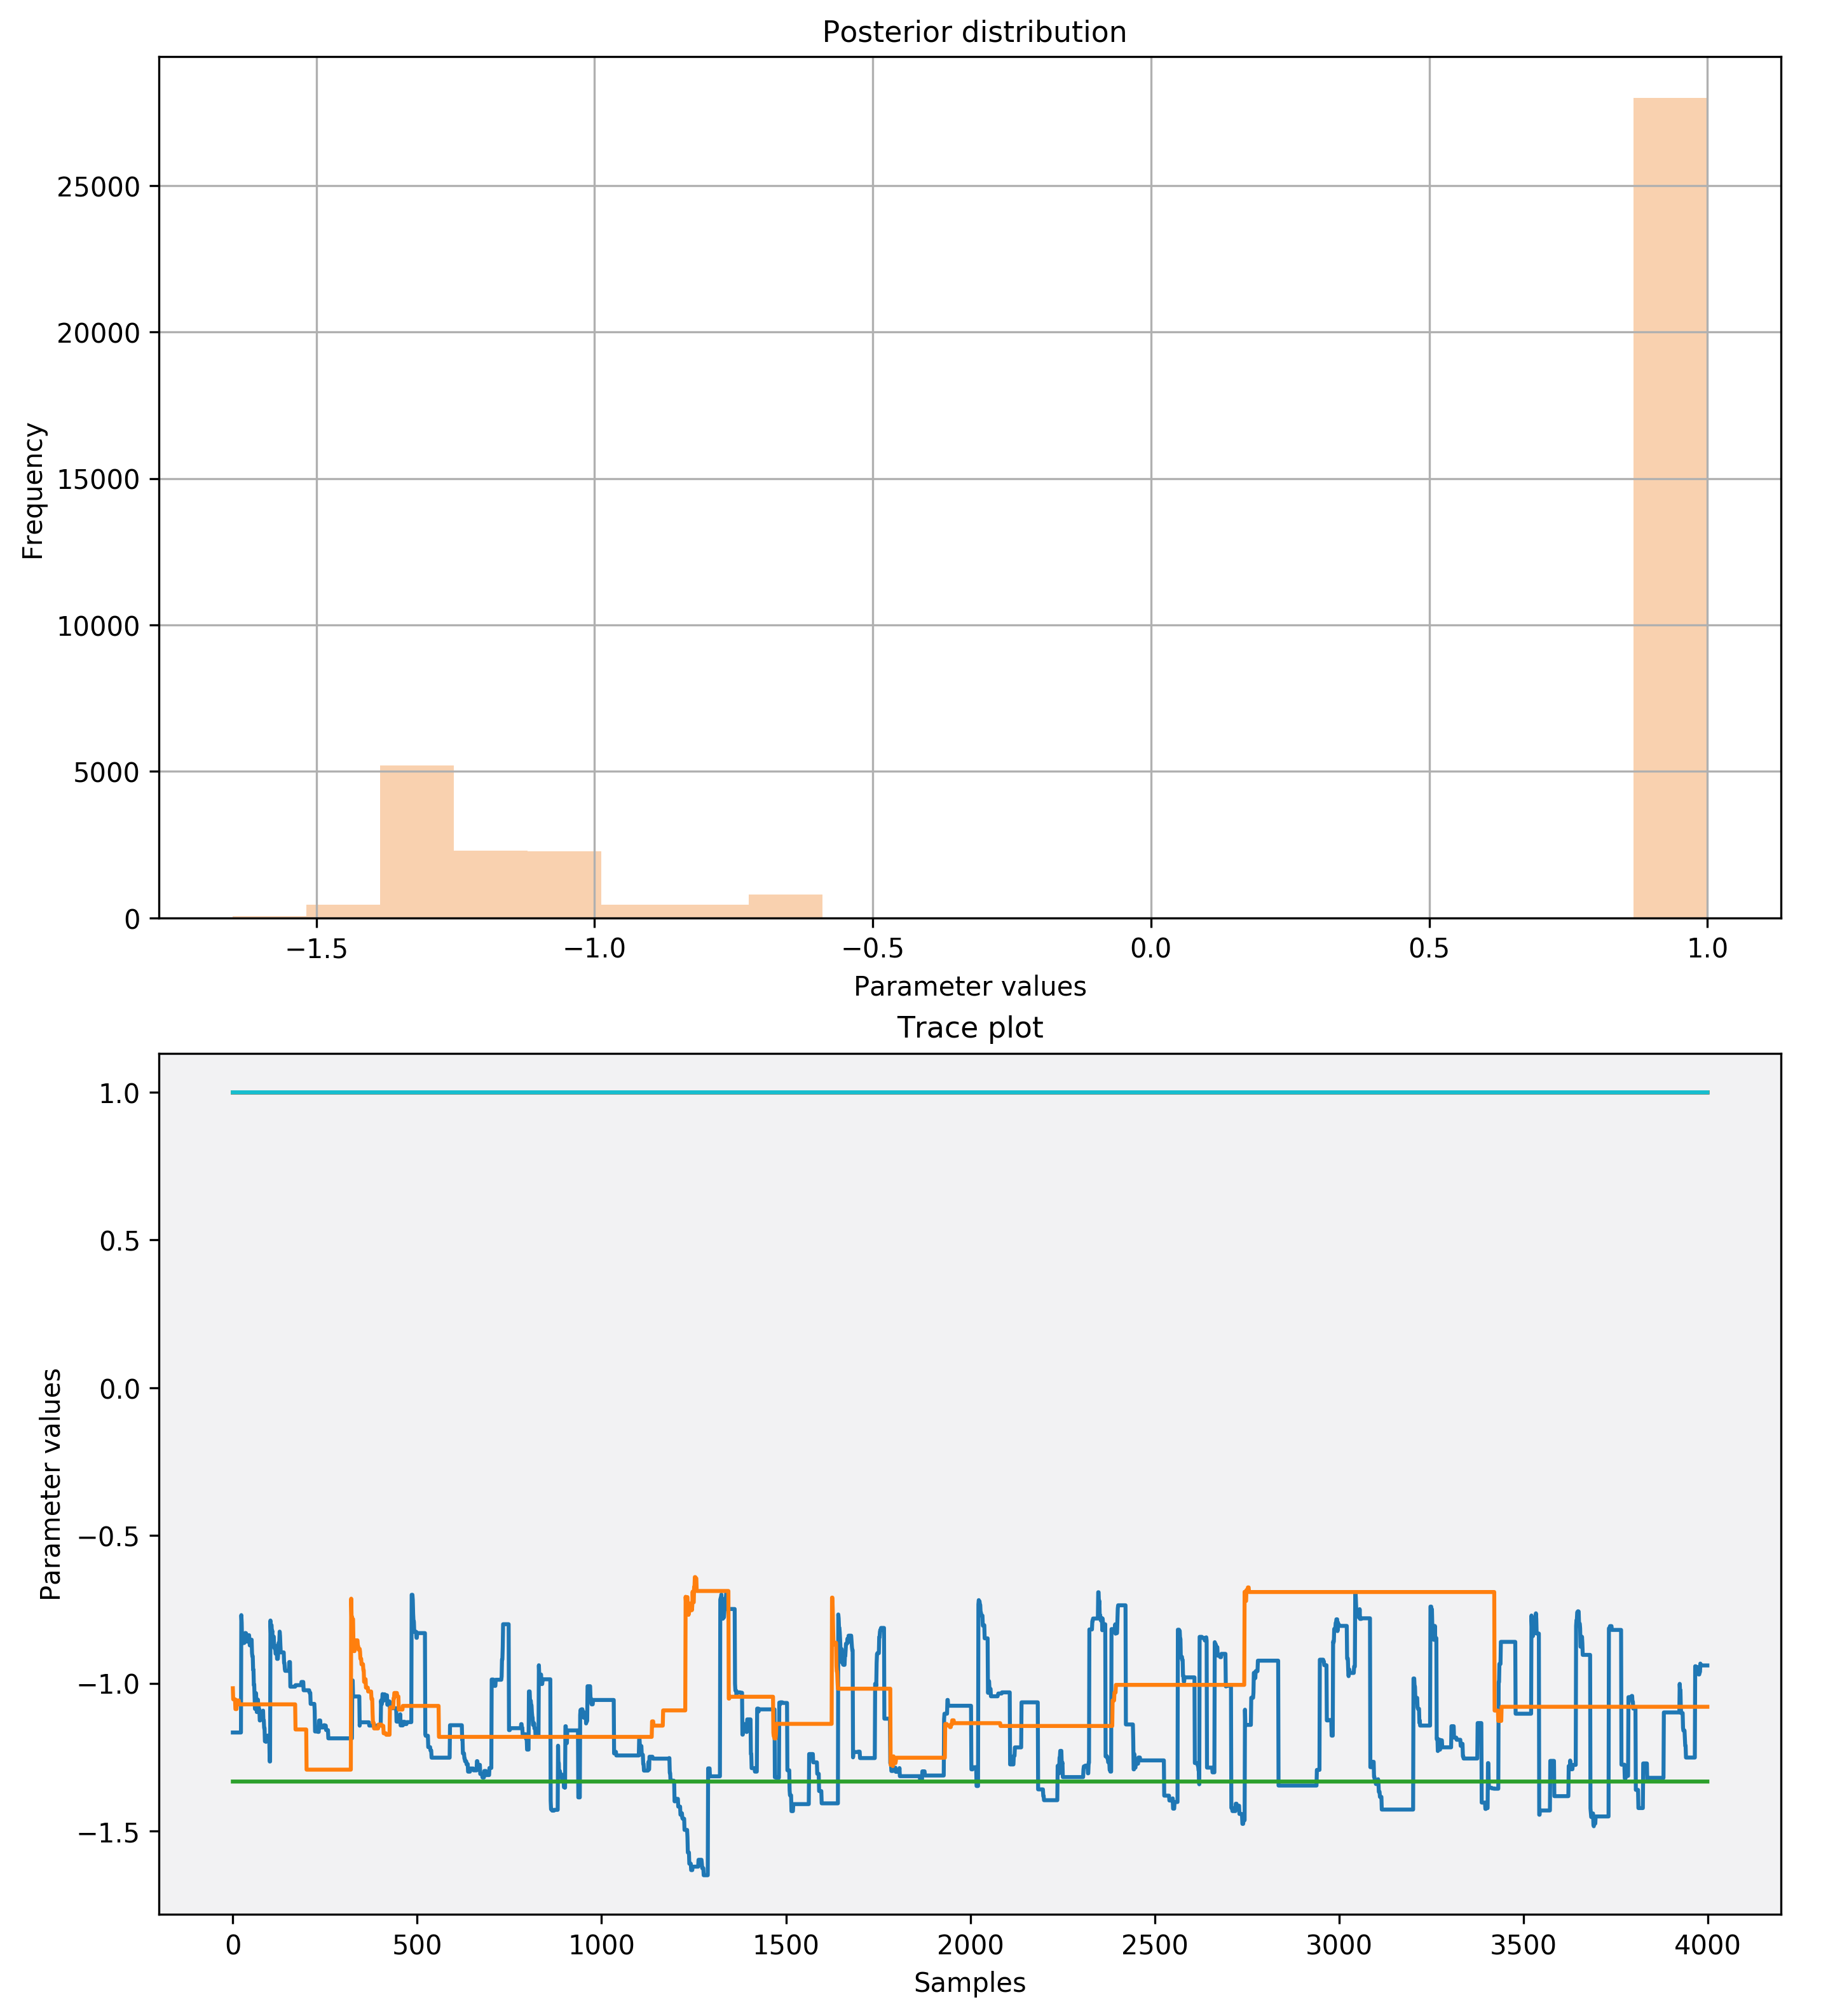 Posterior distribution
25000
20000
15000
10000
5000
0
Frequency
−1.5 −1.0 −0.5 0.0 0.5 1.0
Parameter values
Trace plot
1.0
0.5
0.0
−0.5
−1.0
−1.5
Parameter values
0 500 1000 1500 2000 2500 3000 3500 4000
Samples